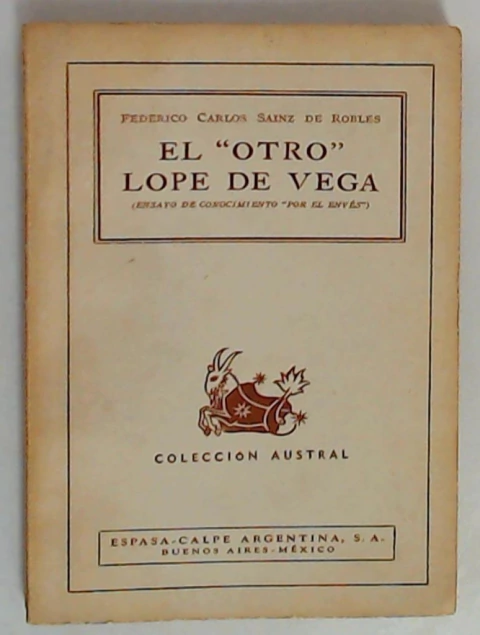 FEDERICO CARLOS SAINZ DE ROBLES
EL "OTRO"
LOPE DE VEGA
(ENSAYO DE CONOCIMIENTO "POR EL ENVÉS")
COLECCIÓN AUSTRAL
ESPASA-CALPE ARGENTINA, S. A.
BUENOS AIRES-MÉXICO